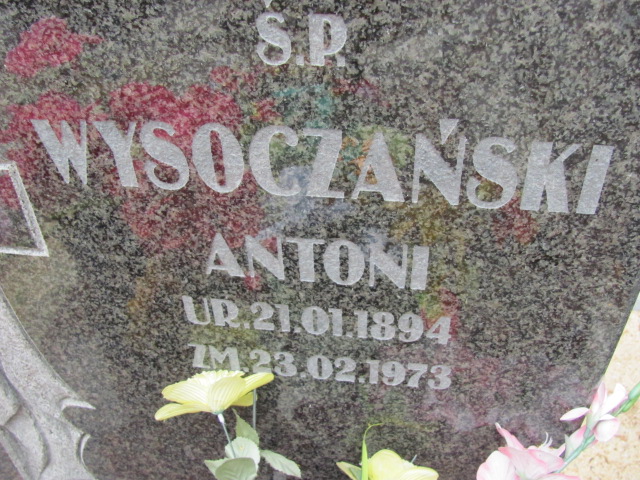 Ś.P.
WYSOCZAŃSKI
ANTONI
UR.21.01.1894
ZM.23.02.1973